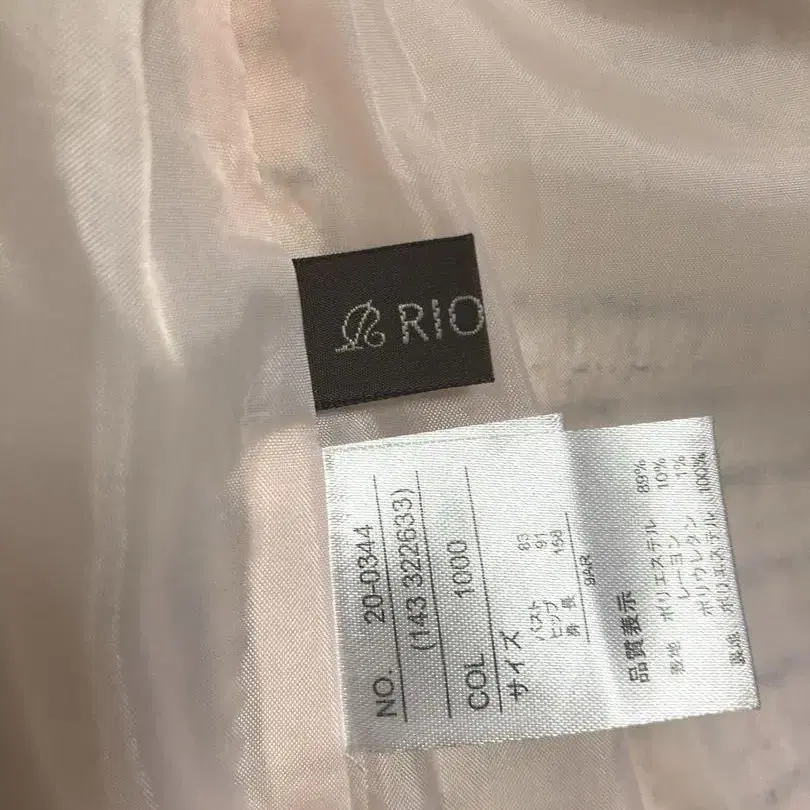 RIO
NO. 20-0344
(143 322633)
COL 1000
サイズ
バスト 83
ヒップ 91
身長 158
9AR
品質表示
表地 ポリエステル 89%
レーヨン 10%
ポリウレタン 1%
裏地 ポリエステル 100%